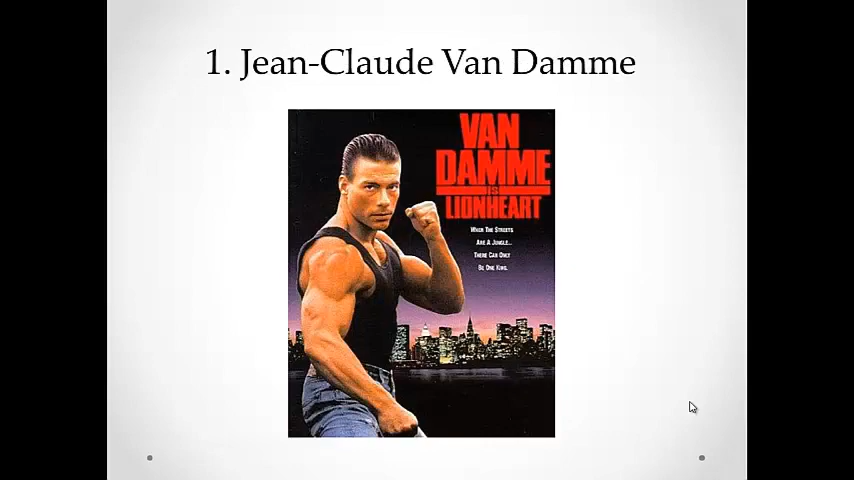 1. Jean-Claude Van Damme
VAN
DAMME
IS
LIONHEART
WHEN THE STREETS
ARE A JUNGLE...
THERE CAN ONLY
BE ONE KING.